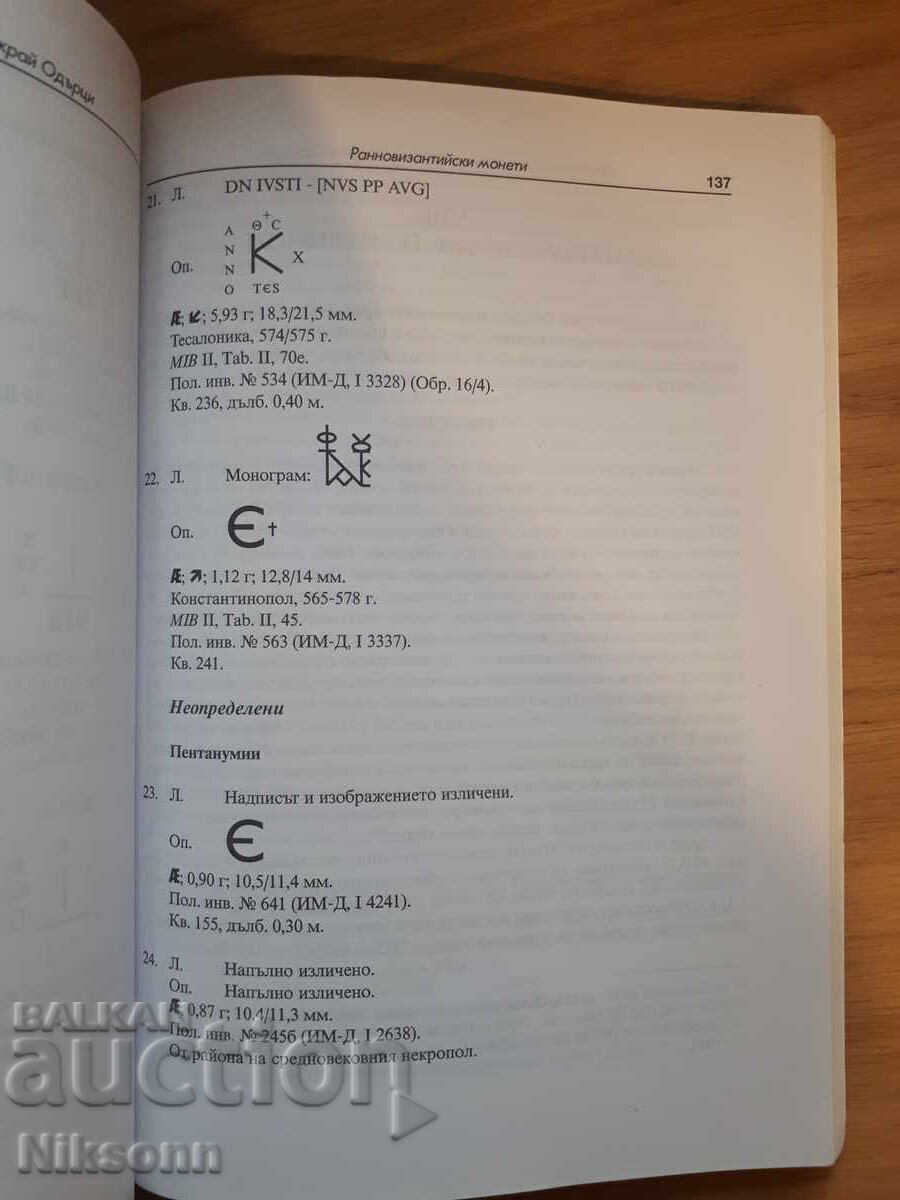 край Одърци
Ранновизантийски монети
137
21. Л. DN IVSTI - [NVS PP AVG]
+
A Θ C
N K X
Оп. N
O TЄS
Æ; ↙; 5,93 г; 18,3/21,5 мм.
Тесалоника, 574/575 г.
MIB II, Tab. II, 70e.
Пол. инв. № 534 (ИМ-Д, I 3328) (Обр. 16/4).
Кв. 236, дълб. 0,40 м.
22. Л. Монограм:
Оп. Є †
Æ; ↗; 1,12 г; 12,8/14 мм.
Константинопол, 565-578 г.
MIB II, Tab. II, 45.
Пол. инв. № 563 (ИМ-Д, I 3337).
Кв. 241.
Неопределени
Пентанумии
23. Л. Надписът и изображението изличени.
Оп. Є
Æ; 0,90 г; 10,5/11,4 мм.
Пол. инв. № 641 (ИМ-Д, I 4241).
Кв. 155, дълб. 0,30 м.
24. Л. Напълно изличено.
Оп. Напълно изличено.
Æ, 0,87 г; 10,4/11,3 мм.
Пол. инв. № 245б (ИМ-Д, I 2638).
От района на средновековния некропол.
BALKAN
auction
Niksonn